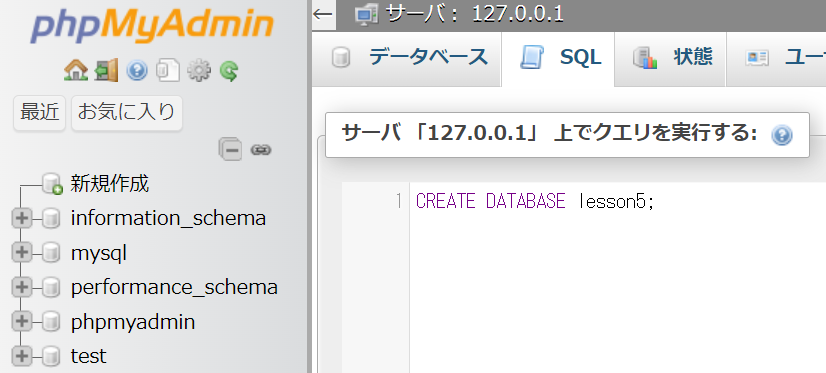 phpMyAdmin
最近 お気に入り
新規作成
information_schema
mysql
performance_schema
phpmyadmin
test
← サーバ: 127.0.0.1
データベース SQL 状態 ユー
サーバ 「127.0.0.1」 上でクエリを実行する:
1 CREATE DATABASE lesson5;